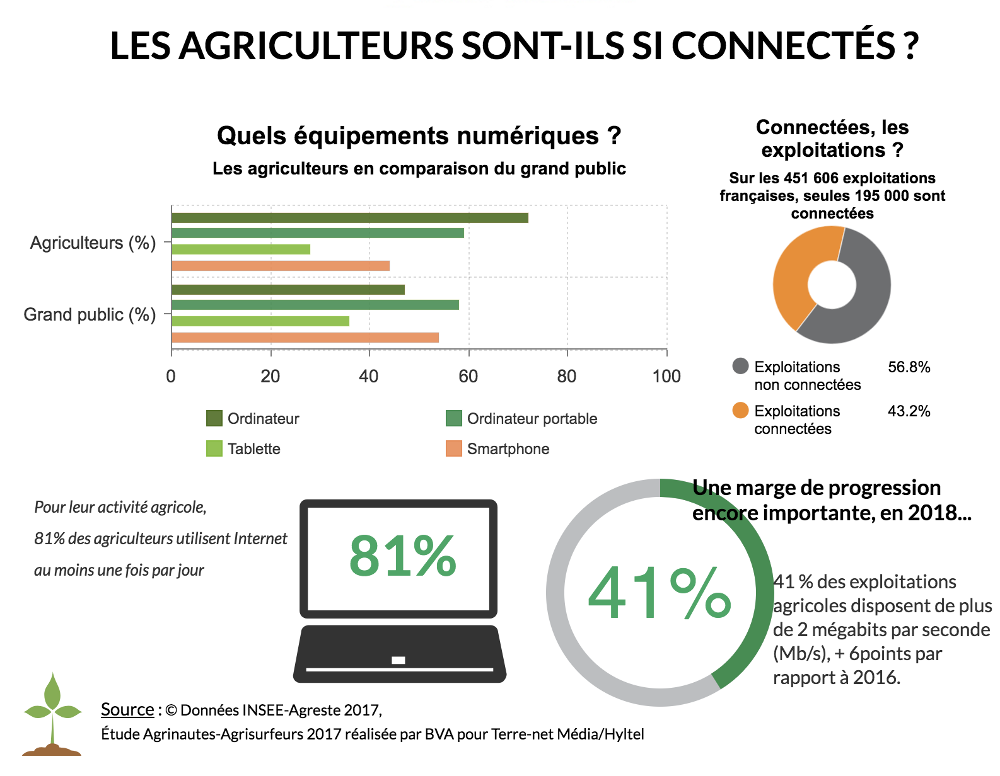 LES AGRICULTEURS SONT-ILS SI CONNECTÉS ?
Quels équipements numériques ?
Les agriculteurs en comparaison du grand public
Agriculteurs (%)
Grand public (%)
0 20 40 60 80 100
Ordinateur
Ordinateur portable
Tablette
Smartphone
Connectées, les
exploitations ?
Sur les 451 606 exploitations
françaises, seules 195 000 sont
connectées
Exploitations
non connectées
56.8%
Exploitations
connectées
43.2%
Pour leur activité agricole,
81% des agriculteurs utilisent Internet
au moins une fois par jour
81%
Une marge de progression
encore importante, en 2018...
41%
41 % des exploitations
agricoles disposent de plus
de 2 mégabits par seconde
(Mb/s), + 6points par
rapport à 2016.
Source : © Données INSEE-Agreste 2017,
Étude Agrinautes-Agrisurfeurs 2017 réalisée par BVA pour Terre-net Média/Hyltel